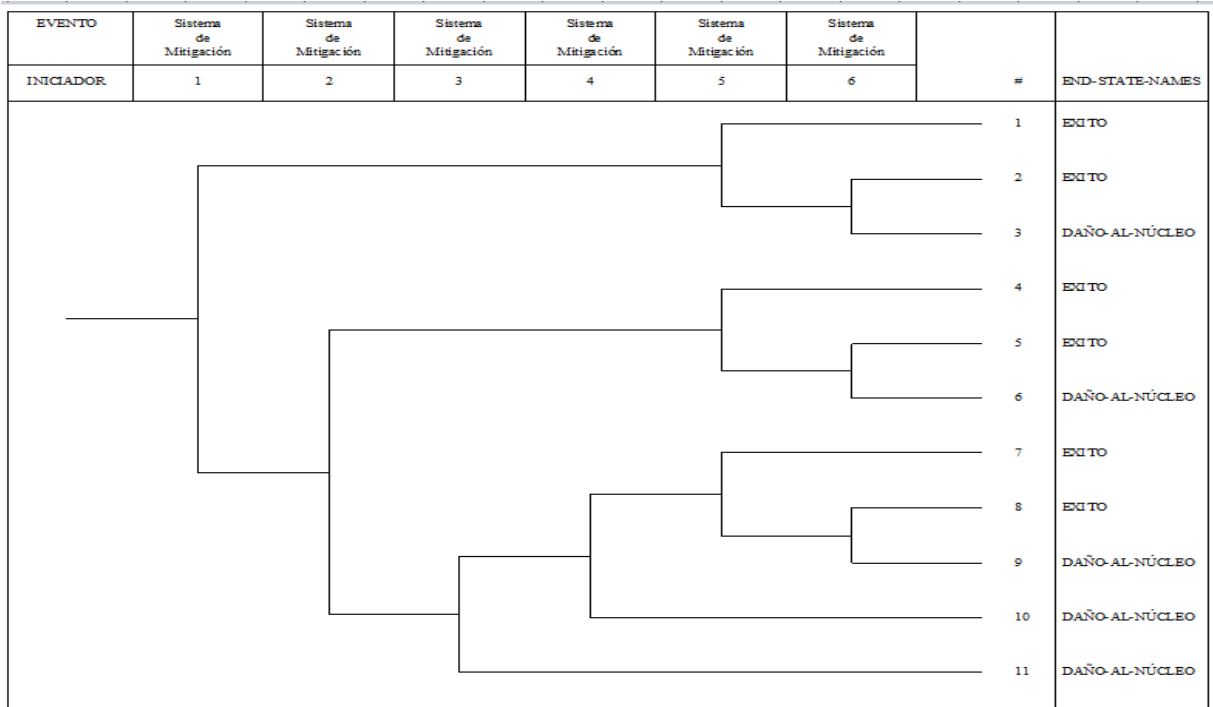 EVENTO
Sistema de Mitigación
Sistema de Mitigación
Sistema de Mitigación
Sistema de Mitigación
Sistema de Mitigación
Sistema de Mitigación
INICIADOR 1 2 3 4 5 6 # END-STATE-NAMES
1 EXITO
2 EXITO
3 DAÑO-AL-NÚCLEO
4 EXITO
5 EXITO
6 DAÑO-AL-NÚCLEO
7 EXITO
8 EXITO
9 DAÑO-AL-NÚCLEO
10 DAÑO-AL-NÚCLEO
11 DAÑO-AL-NÚCLEO